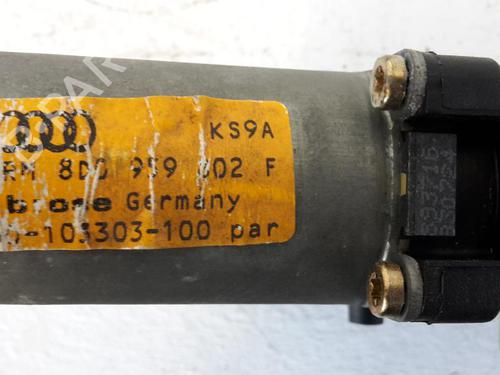 KS9A
8D0 959 802 F
brose Germany
-103303-100 par